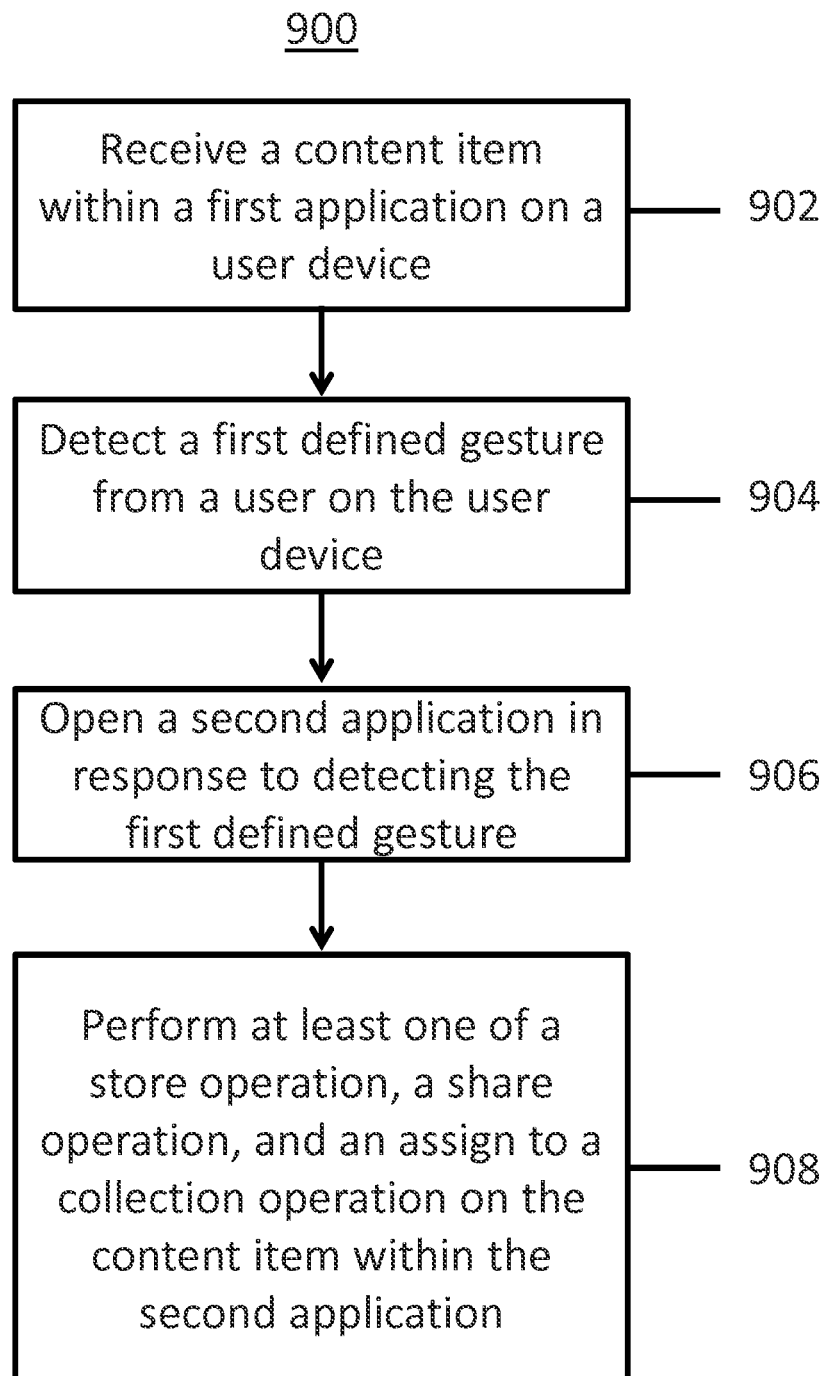 900
Receive a content item
within a first application on a
user device
902
Detect a first defined gesture
from a user on the user
device
904
Open a second application in
response to detecting the
first defined gesture
906
Perform at least one of a
store operation, a share
operation, and an assign to a
collection operation on the
content item within the
second application
908